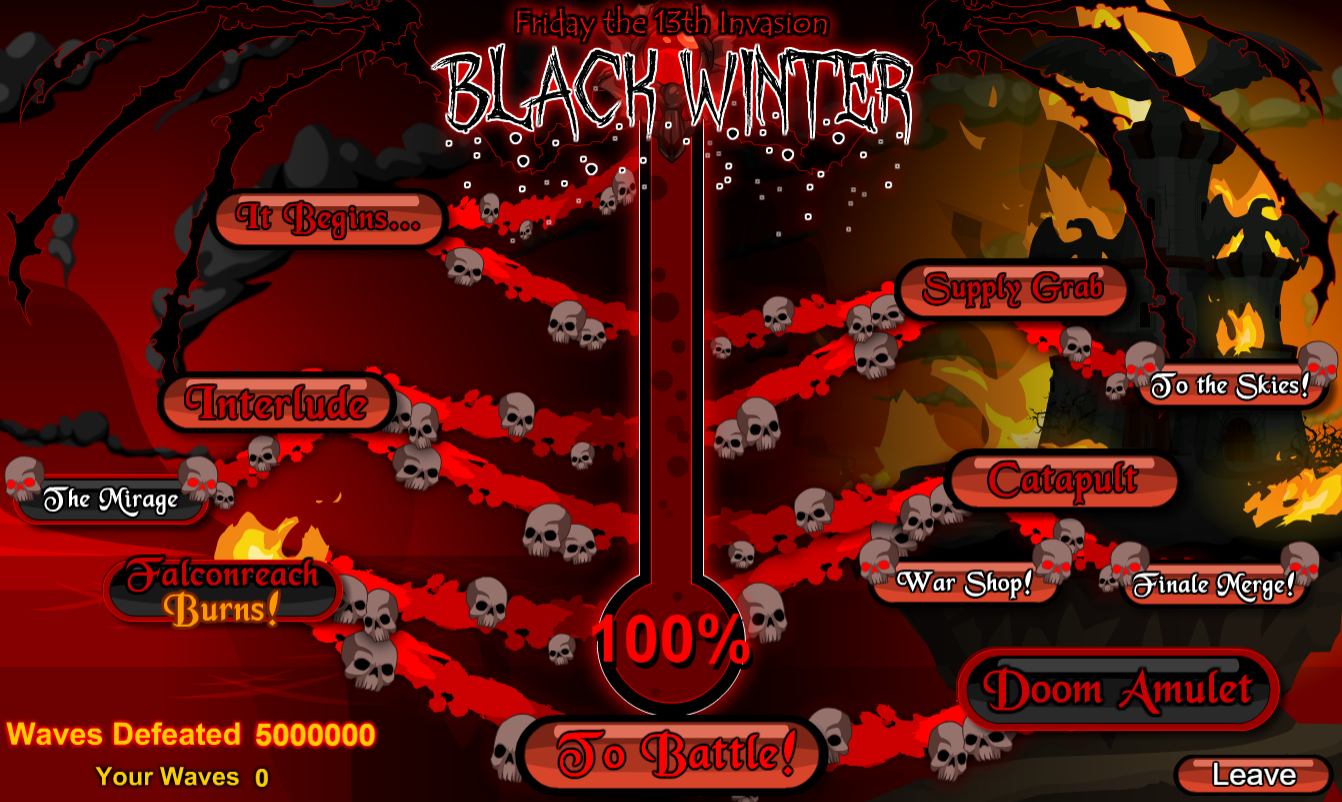 Friday the 13th Invasion
BLACK WINTER
It Begins...
Supply Grab
To the Skies!
Interlude
The Mirage
Catapult
War Shop!
Finale Merge!
Falconreach
Burns!
100%
Doom Amulet
Waves Defeated 5000000
To Battle!
Your Waves 0
Leave